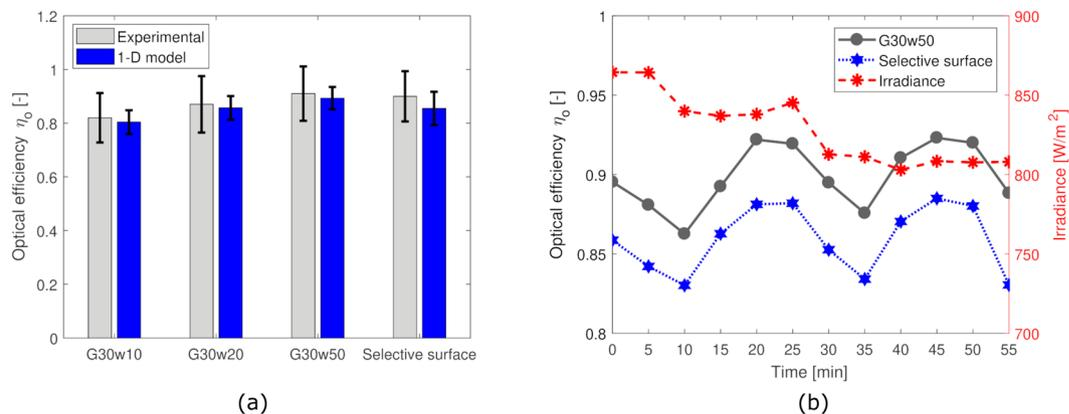 1.2
1
0.8
0.6
0.4
0.2
0
Optical efficiency ηo [-]
Experimental
1-D model
G30w10 G30w20 G30w50 Selective surface
(a)
1
0.95
0.9
0.85
0.8
Optical efficiency ηo [-]
G30w50
Selective surface
Irradiance
900
850
800
750
700
Irradiance [W/m²]
0 5 10 15 20 25 30 35 40 45 50 55
Time [min]
(b)